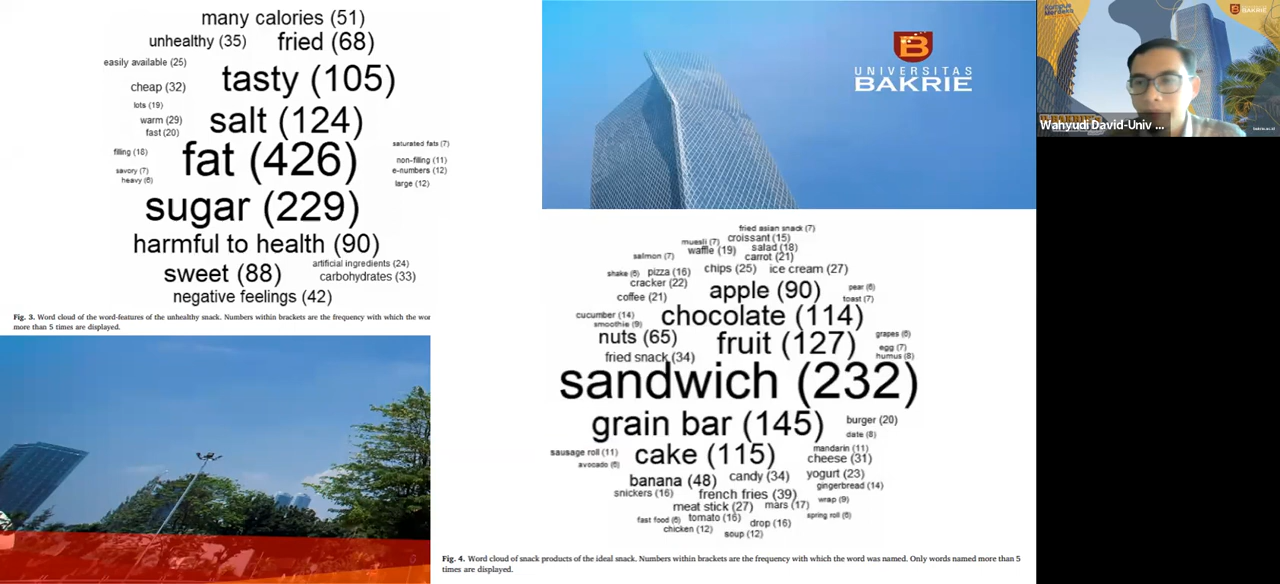 many calories (51)
unhealthy (35) fried (68)
easily available (25)
tasty (105)
cheap (32)
lots (19)
salt (124)
warm (29)
fast (20)
saturated fats (7)
filling (18)
fat (426)
non-filling (11)
savory (7)
e-numbers (12)
heavy (6)
large (12)
sugar (229)
harmful to health (90)
artificial ingredients (24)
sweet (88)
carbohydrates (33)
negative feelings (42)
Fig. 3. Word cloud of the word-features of the unhealthy snack. Numbers within brackets are the frequency with which the wor
more than 5 times are displayed.
UNIVERSITAS
BAKRIE
fried asian snack (7)
muesli (7) croissant (15)
waffle (19) salad (18)
salmon (7) carrot (21)
shake (6) pizza (16) chips (25) ice cream (27)
cracker (22)
apple (90)
pear (6)
coffee (21)
toast (7)
cucumber (14)
chocolate (114)
smoothie (9)
nuts (65)
fruit (127)
grapes (6)
egg (7)
fried snack (34)
humus (8)
sandwich (232)
grain bar (145)
burger (20)
date (8)
sausage roll (11)
cake (115)
mandarin (11)
cheese (31)
avocado (6)
banana (48) candy (34) yogurt (23)
gingerbread (14)
snickers (16) french fries (39)
wrap (9)
meat stick (27) mars (17)
spring roll (6)
fast food (6) tomato (16) drop (16)
chicken (12) soup (12)
Fig. 4. Word cloud of snack products of the ideal snack. Numbers within brackets are the frequency with which the word was named. Only words named more than 5
times are displayed.
Kampus
Merdeka
BAKRIE
Wahyudi David-Univ ...
bakrie.ac.id